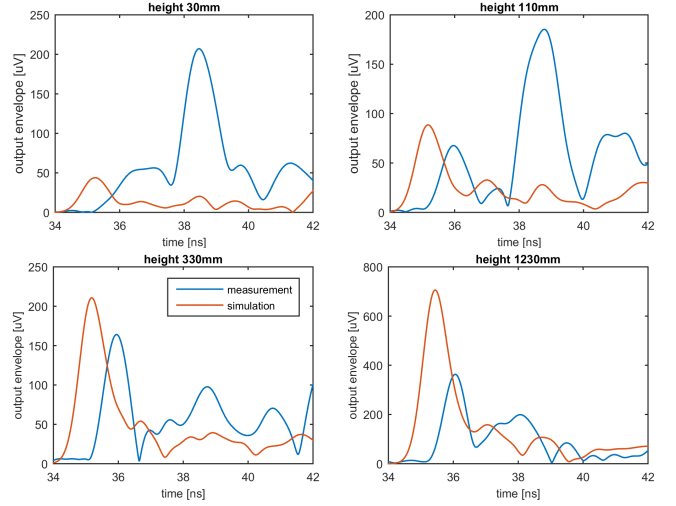 height 30mm
250
200
150
100
50
0
output envelope [uV]
34 36 38 40 42
time [ns]
height 110mm
200
150
100
50
0
output envelope [uV]
34 36 38 40 42
time [ns]
height 330mm
250
200
150
100
50
0
output envelope [uV]
measurement
simulation
34 36 38 40 42
time [ns]
height 1230mm
800
600
400
200
0
output envelope [uV]
34 36 38 40 42
time [ns]